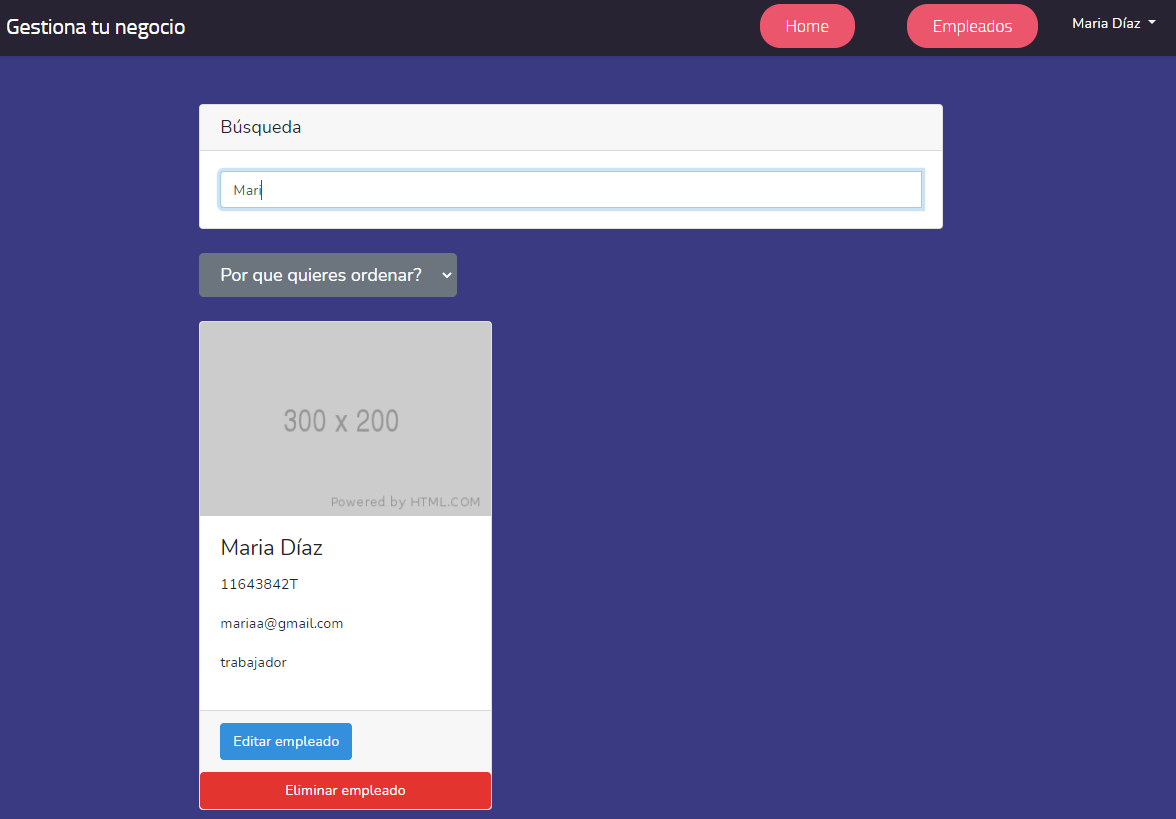 Gestiona tu negocio
Home
Empleados
Maria Díaz
Búsqueda
Mari
Por que quieres ordenar?
300 x 200
Powered by HTML.COM
Maria Díaz
11643842T
mariaa@gmail.com
trabajador
Editar empleado
Eliminar empleado